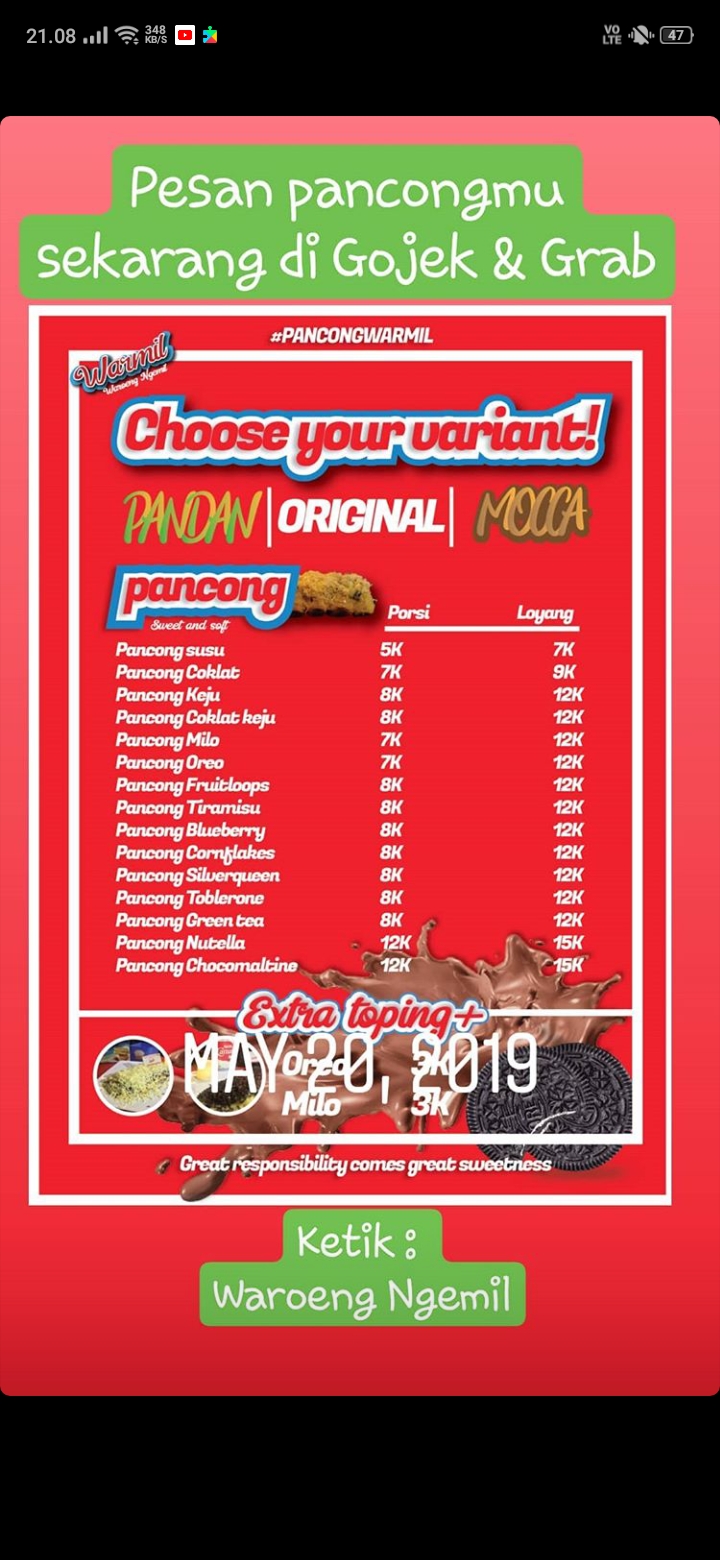 21.08 348 KB/S VO LTE 47
Pesan pancongmu
sekarang di Gojek & Grab
#PANCONGWARMIL
Warmil
Waroeng Ngemil
Choose your variant!
PANDAN | ORIGINAL | MOCCA
pancong
Sweet and soft
Porsi Loyang
Pancong susu 5K 7K
Pancong Coklat 7K 9K
Pancong Keju 8K 12K
Pancong Coklat keju 8K 12K
Pancong Milo 7K 12K
Pancong Oreo 7K 12K
Pancong Fruitloops 8K 12K
Pancong Tiramisu 8K 12K
Pancong Blueberry 8K 12K
Pancong Cornflakes 8K 12K
Pancong Silverqueen 8K 12K
Pancong Toblerone 8K 12K
Pancong Green tea 8K 12K
Pancong Nutella 12K 15K
Pancong Chocomaltine 12K 15K
Extra toping+
MAY 20, 2019
Oreo
Milo 3K
Great responsibility comes great sweetness
Ketik :
Waroeng Ngemil